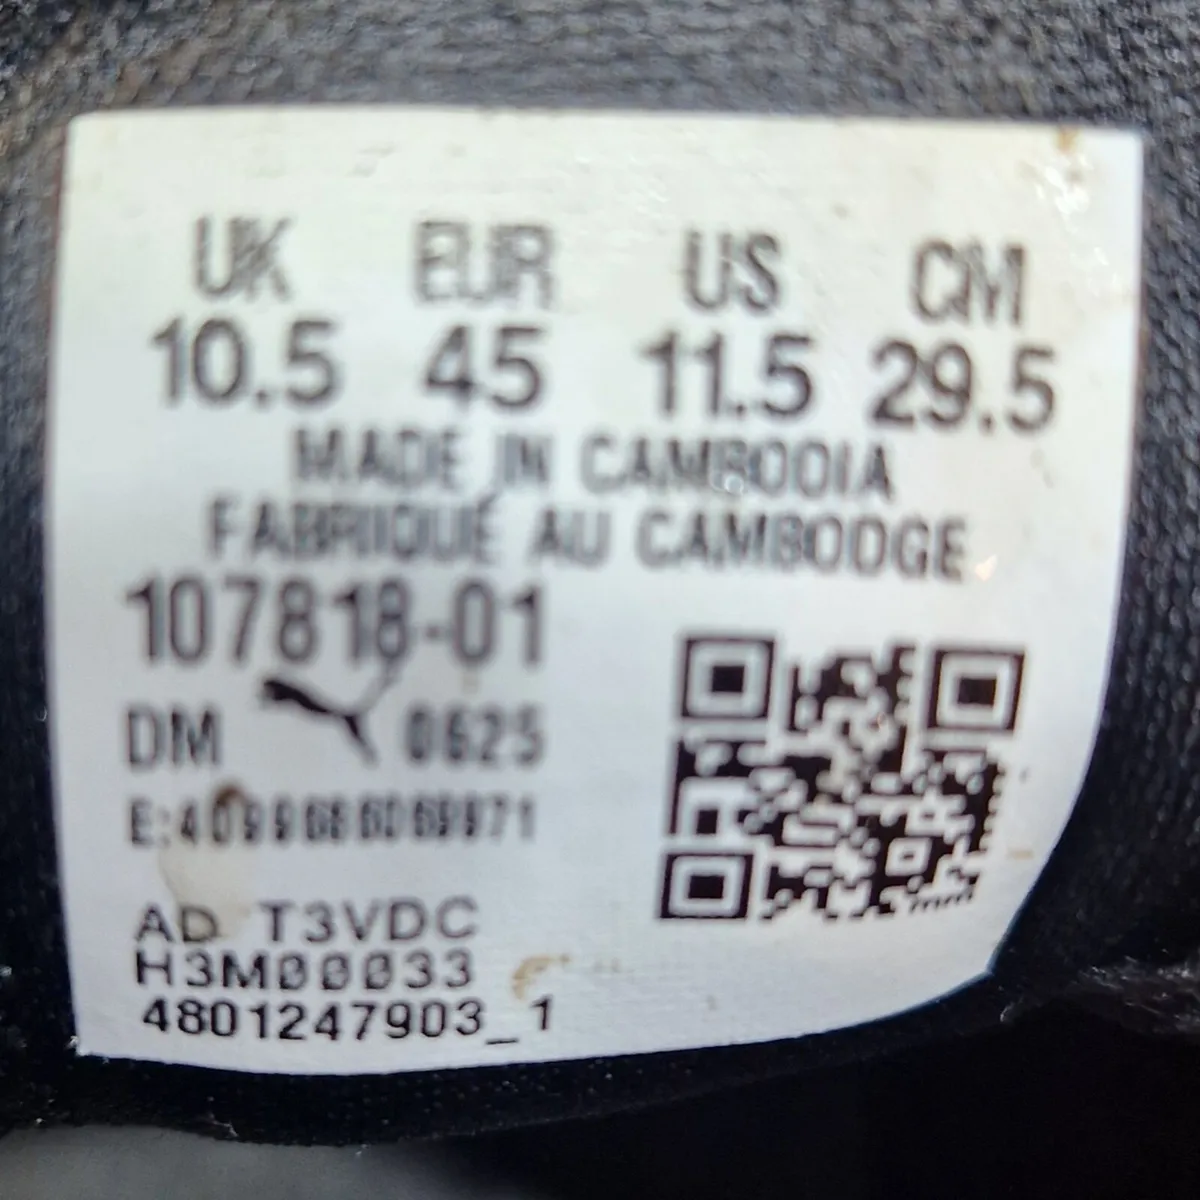 UK EUR US CM
10.5 45 11.5 29.5
MADE IN CAMBODIA
FABRIQUÉ AU CAMBODGE
107818-01
DM 0625
E:4099686069971
AD T3VDC
H3M00033
4801247903_1